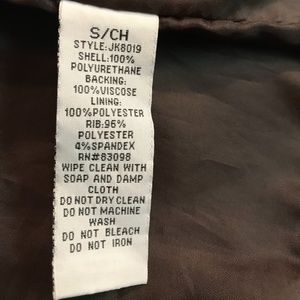 S/CH
STYLE:JK8019
SHELL:100%
POLYURETHANE
BACKING:
100%VISCOSE
LINING:
100%POLYESTER
RIB:96%
POLYESTER
4%SPANDEX
RN#83098
WIPE CLEAN WITH
SOAP AND DAMP
CLOTH
DO NOT DRY CLEAN
DO NOT MACHINE
WASH
DO NOT BLEACH
DO NOT IRON